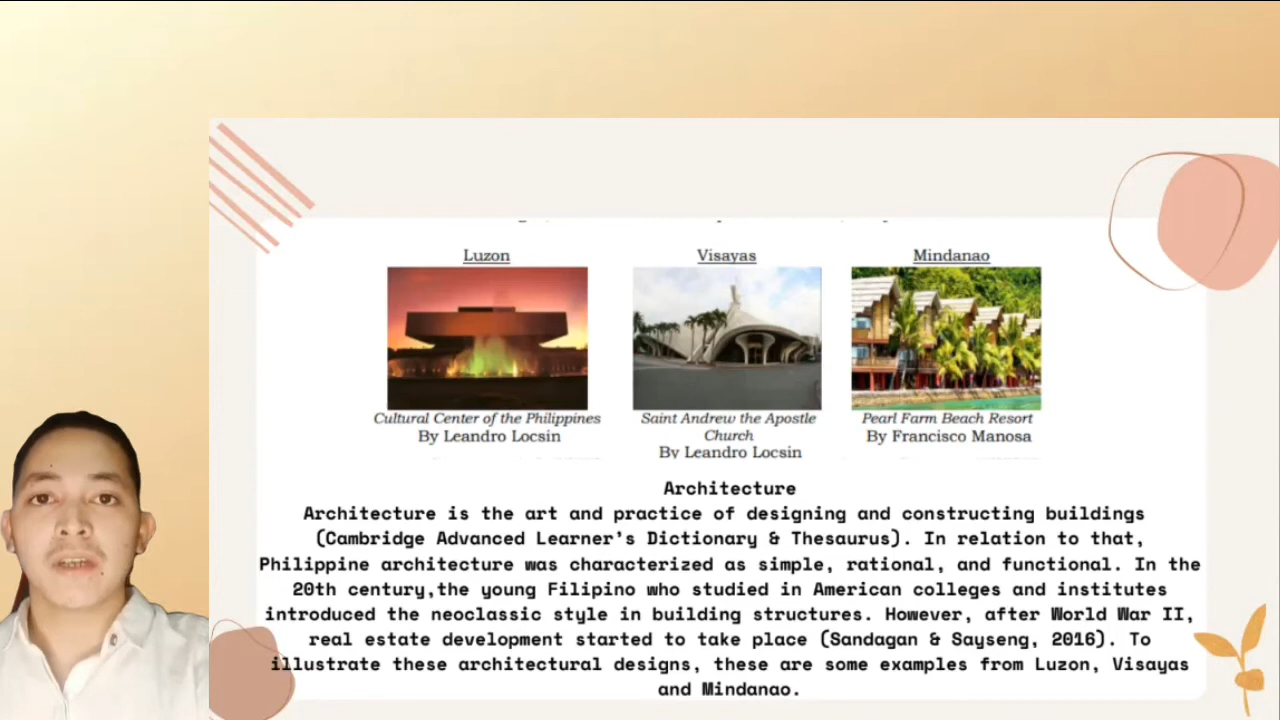 Luzon
Visayas
Mindanao
Cultural Center of the Philippines
By Leandro Locsin
Saint Andrew the Apostle
Church
By Leandro Locsin
Pearl Farm Beach Resort
By Francisco Manosa
Architecture
Architecture is the art and practice of designing and constructing buildings
(Cambridge Advanced Learner's Dictionary & Thesaurus). In relation to that,
Philippine architecture was characterized as simple, rational, and functional. In the
20th century,the young Filipino who studied in American colleges and institutes
introduced the neoclassic style in building structures. However, after World War II,
real estate development started to take place (Sandagan & Sayseng, 2016). To
illustrate these architectural designs, these are some examples from Luzon, Visayas
and Mindanao.